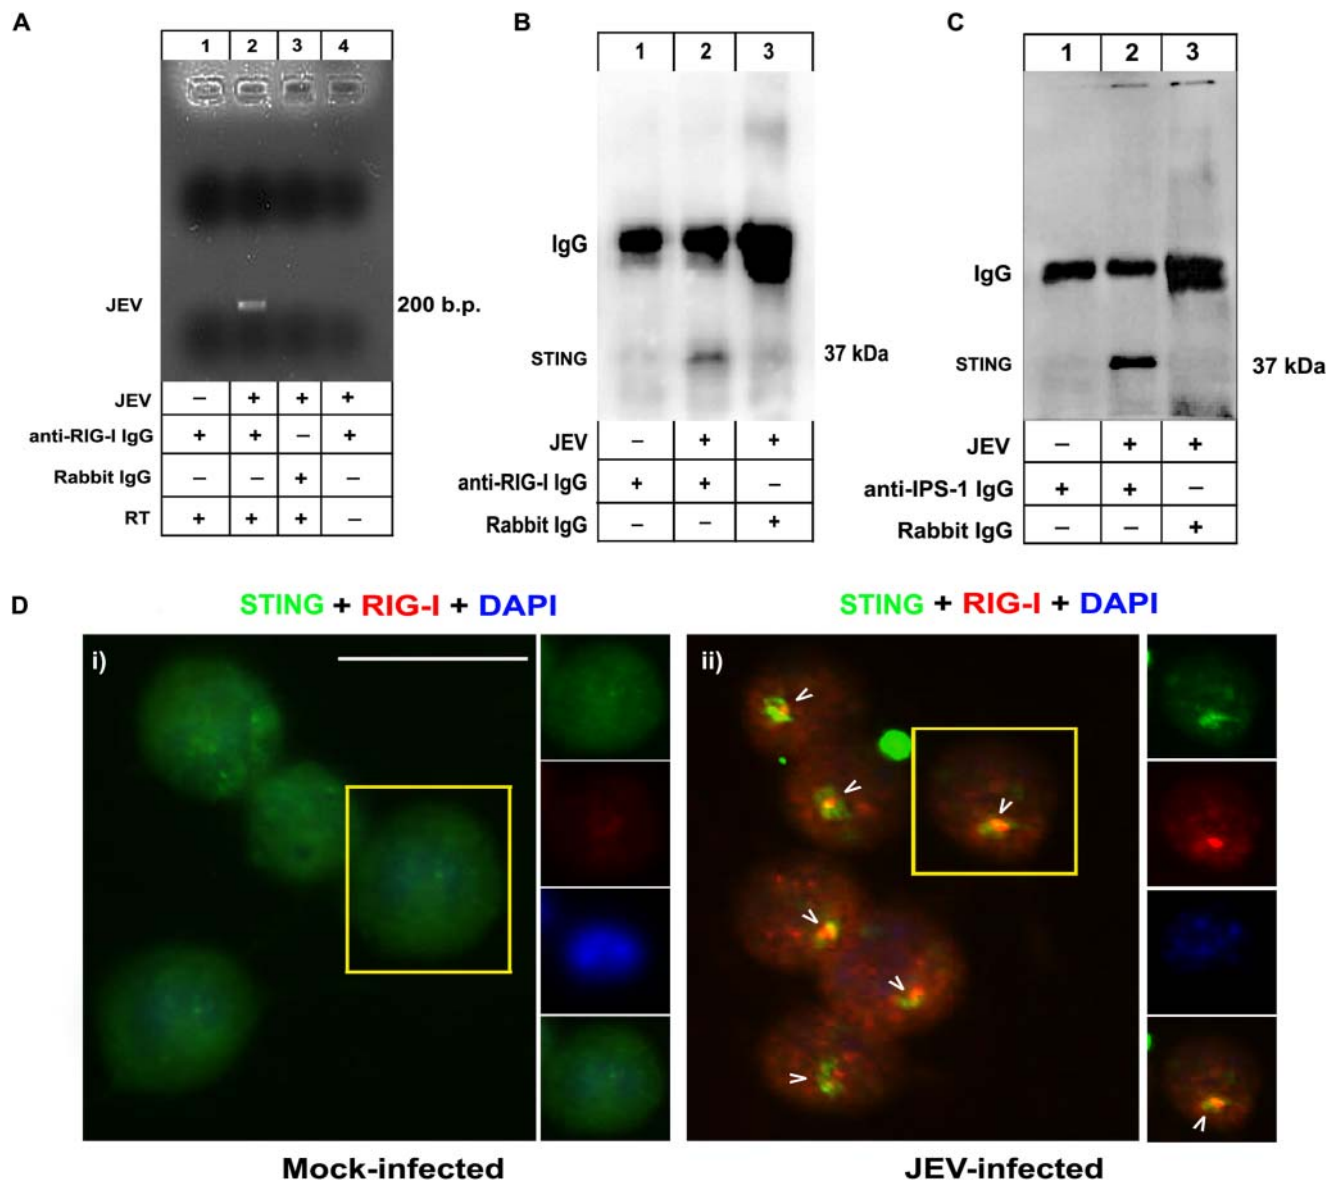 A
1 2 3 4
JEV
200 b.p.
JEV – + + +
anti-RIG-I IgG + + – +
Rabbit IgG – – + –
RT + + + –
B
1 2 3
IgG
STING
37 kDa
JEV – + +
anti-RIG-I IgG + + –
Rabbit IgG – – +
C
1 2 3
IgG
STING
37 kDa
JEV – + +
anti-IPS-1 IgG + + –
Rabbit IgG – – +
D
STING + RIG-I + DAPI
i)
Mock-infected
STING + RIG-I + DAPI
ii)
JEV-infected